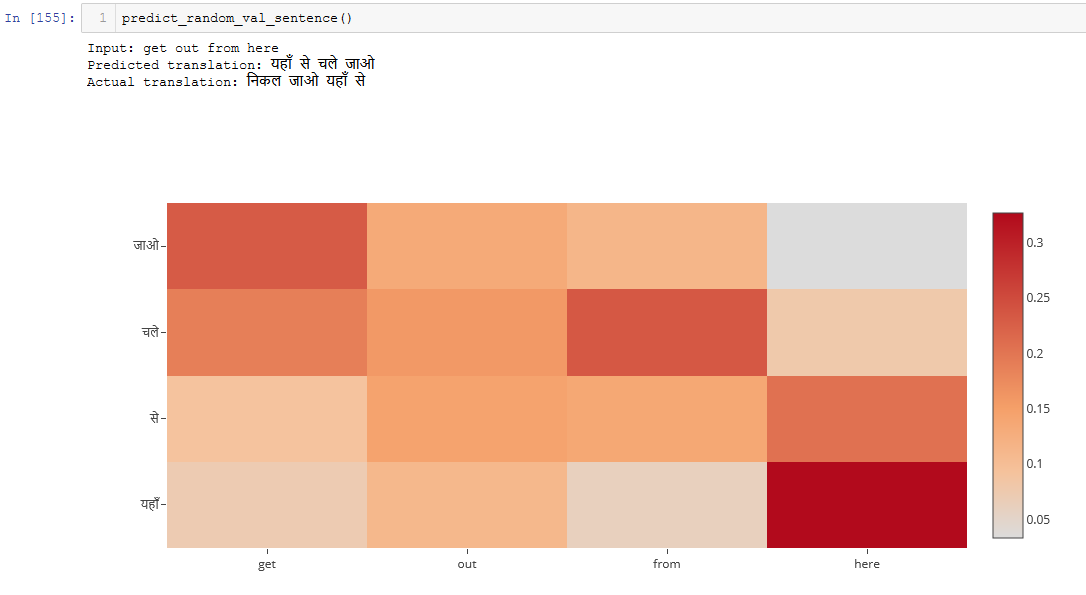 In [155]: 1 predict_random_val_sentence()
Input: get out from here
Predicted translation: यहाँ से चले जाओ
Actual translation: निकल जाओ यहाँ से
जाओ
0.3
0.25
चले
0.2
से
0.15
0.1
यहाँ
0.05
get out from here